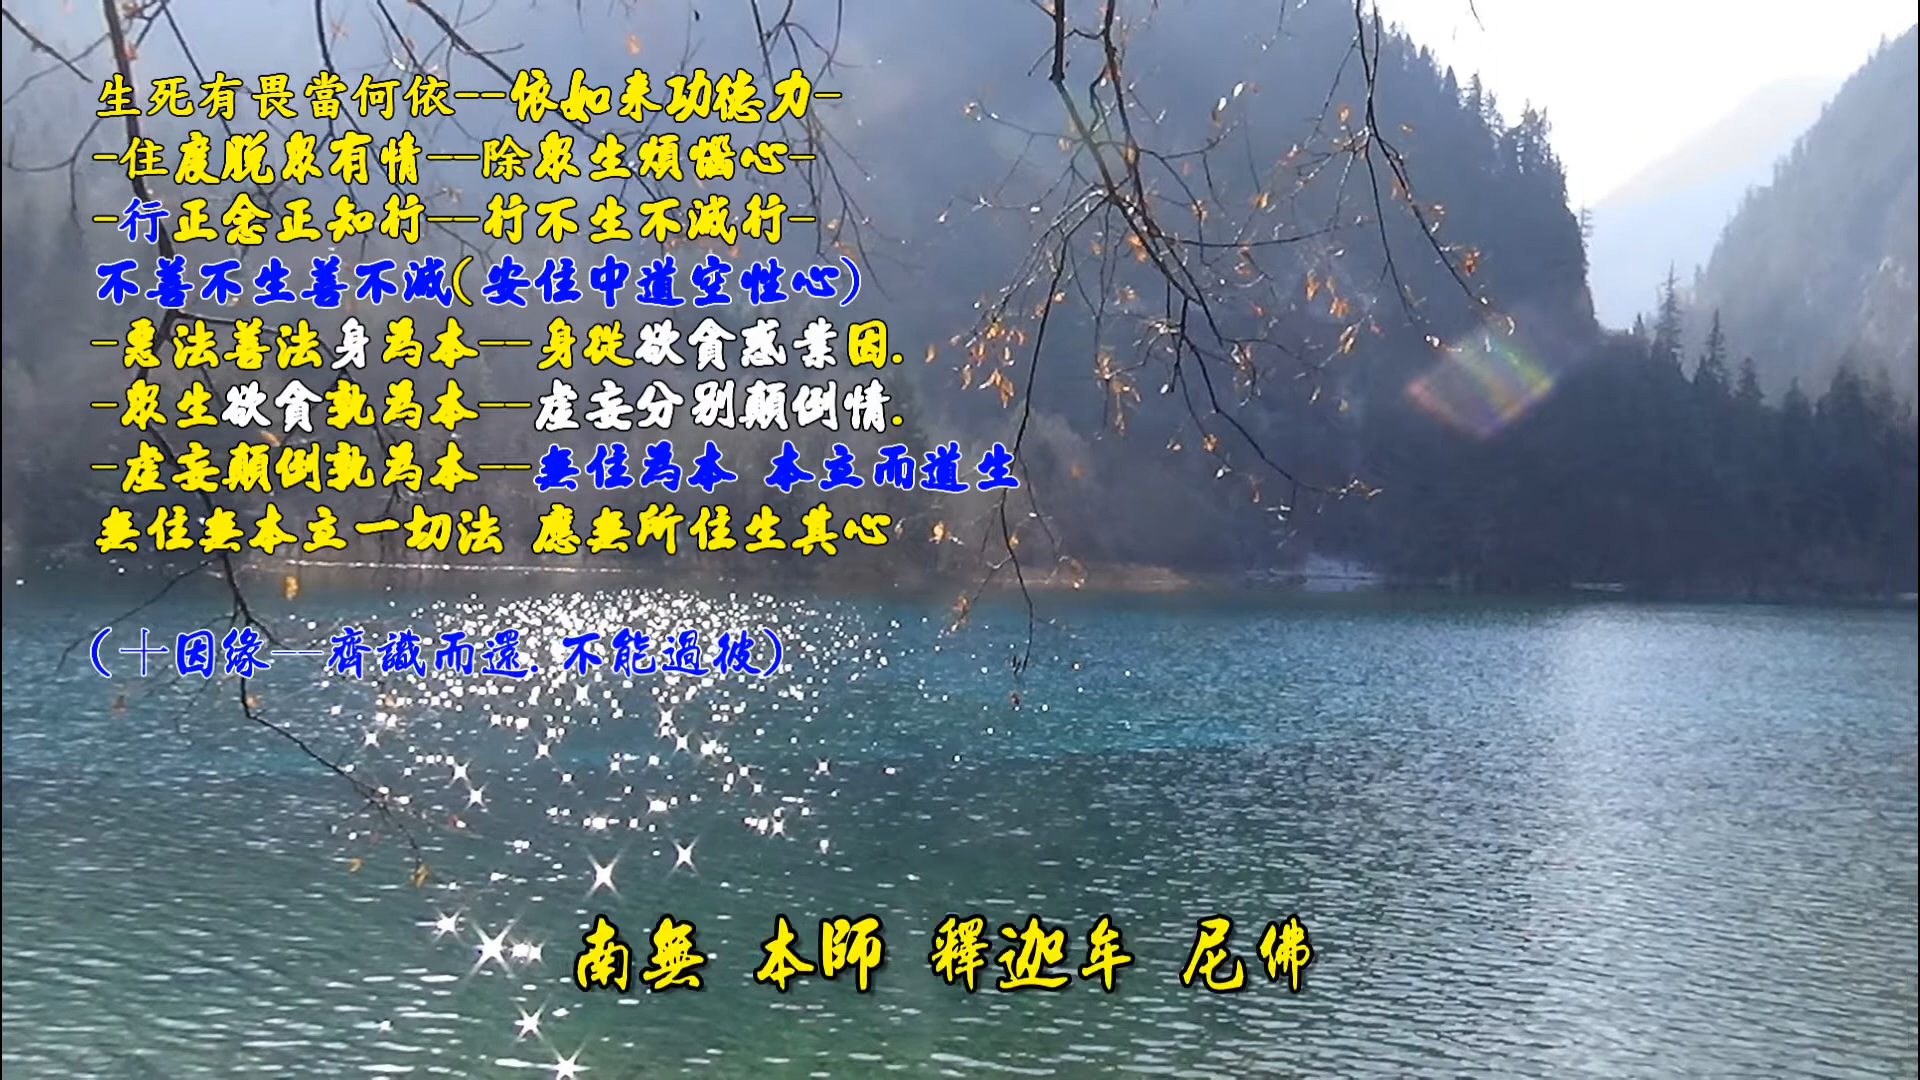 生死有畏當何依--依如来功德力-
-住度脱眾有情--除眾生煩惱心-
-行正念正知行--行不生不滅行-
不善不生善不滅(安住中道空性心)
-惡法善法身為本--身從欲貪惑業因.
-眾生欲貪孰為本--虛妄分別顛倒情.
-虛妄顛倒孰為本--無住為本 本立而道生
無住無本立一切法 應無所住生其心
(十因缘--齊識而還.不能過彼)
南無 本師 釋迦牟 尼佛